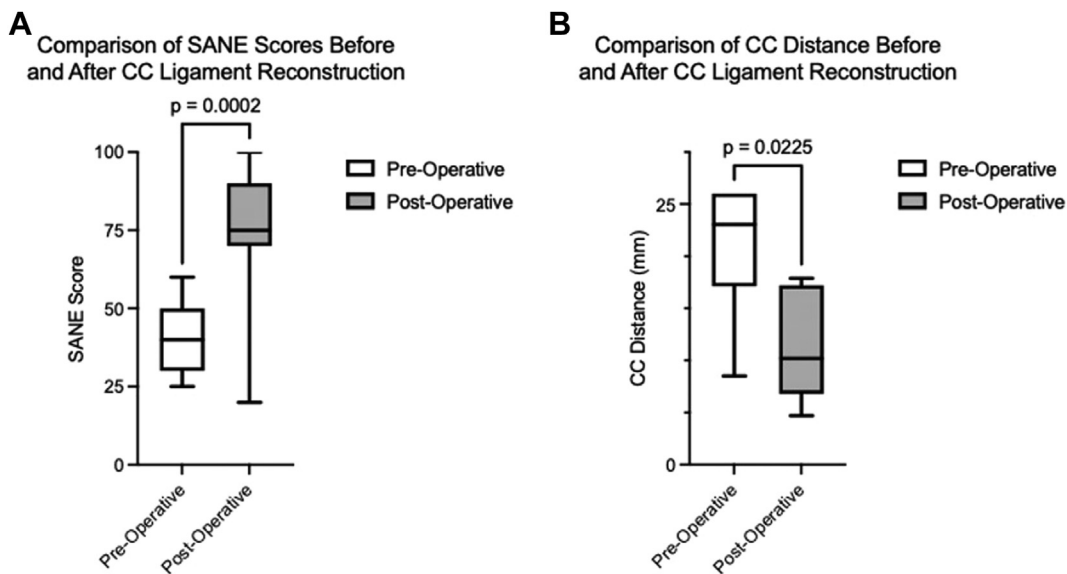 A
Comparison of SANE Scores Before
and After CC Ligament Reconstruction
p = 0.0002
100
75
50
25
0
SANE Score
Pre-Operative
Post-Operative
Pre-Operative
Post-Operative
B
Comparison of CC Distance Before
and After CC Ligament Reconstruction
p = 0.0225
25
0
CC Distance (mm)
Pre-Operative
Post-Operative
Pre-Operative
Post-Operative